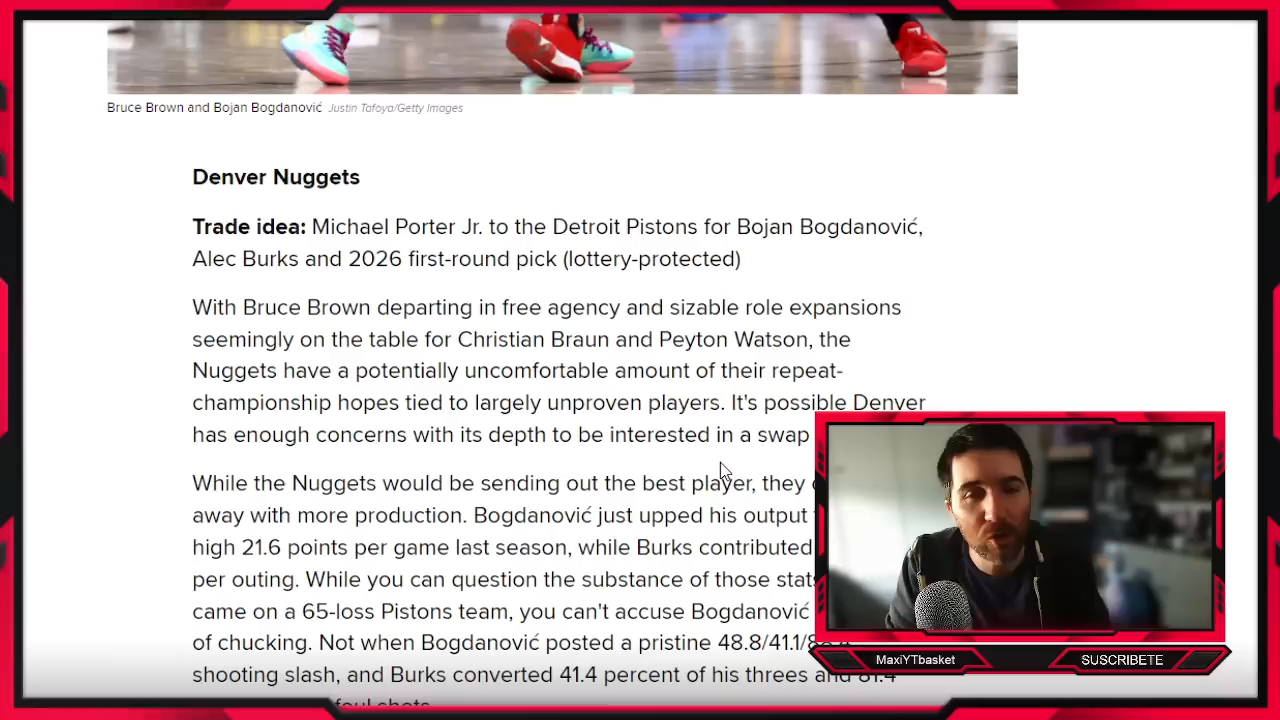 Bruce Brown and Bojan Bogdanović Justin Tafoya/Getty Images
Denver Nuggets
Trade idea: Michael Porter Jr. to the Detroit Pistons for Bojan Bogdanović,
Alec Burks and 2026 first-round pick (lottery-protected)
With Bruce Brown departing in free agency and sizable role expansions
seemingly on the table for Christian Braun and Peyton Watson, the
Nuggets have a potentially uncomfortable amount of their repeat-
championship hopes tied to largely unproven players. It's possible Denver
has enough concerns with its depth to be interested in a swap
While the Nuggets would be sending out the best player, they
away with more production. Bogdanović just upped his output
high 21.6 points per game last season, while Burks contributed
per outing. While you can question the substance of those stats
came on a 65-loss Pistons team, you can't accuse Bogdanović
of chucking. Not when Bogdanović posted a pristine 48.8/41.1/
shooting slash, and Burks converted 41.4 percent of his threes and 81.4
foul shots.
MaxiYTbasket
SUSCRIBETE